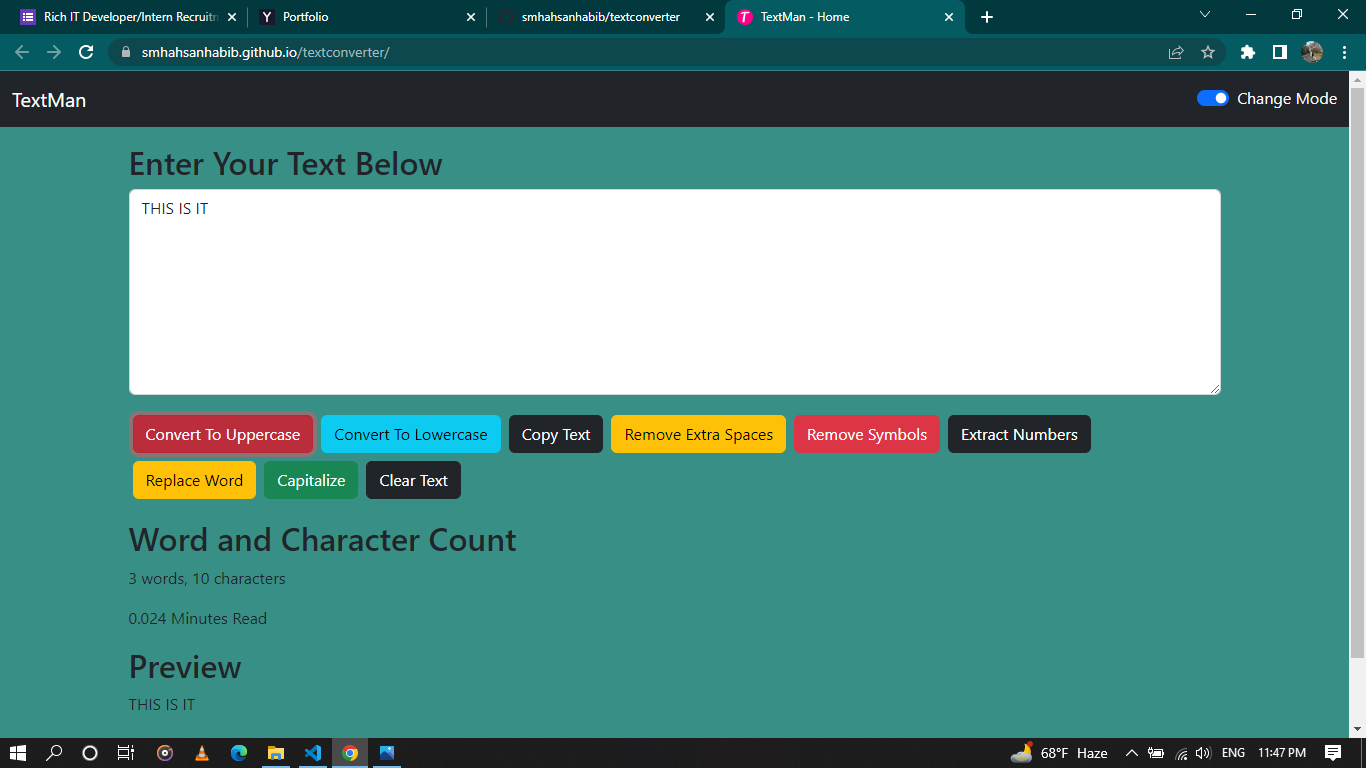 Rich IT Developer/Intern Recruitm
Portfolio
smhahsanhabib/textconverter
TextMan - Home
smhahsanhabib.github.io/textconverter/
TextMan
Change Mode
Enter Your Text Below
THIS IS IT
Convert To Uppercase
Convert To Lowercase
Copy Text
Remove Extra Spaces
Remove Symbols
Extract Numbers
Replace Word
Capitalize
Clear Text
Word and Character Count
3 words, 10 characters
0.024 Minutes Read
Preview
THIS IS IT
68°F Haze
ENG
11:47 PM